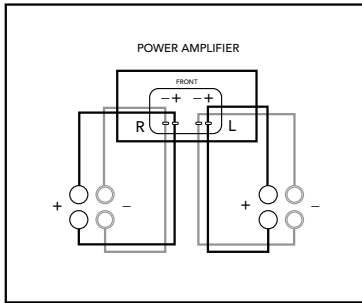 POWER AMPLIFIER
FRONT
−+ −+
R L
+ − + −